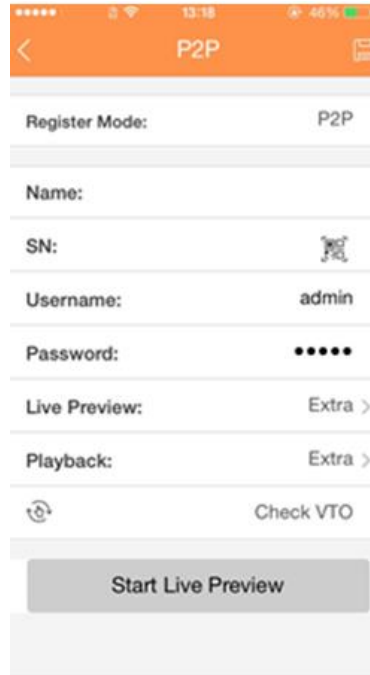 13:18 46%
P2P
Register Mode: P2P
Name:
SN:
Username: admin
Password: •••••
Live Preview: Extra >
Playback: Extra >
Check VTO
Start Live Preview